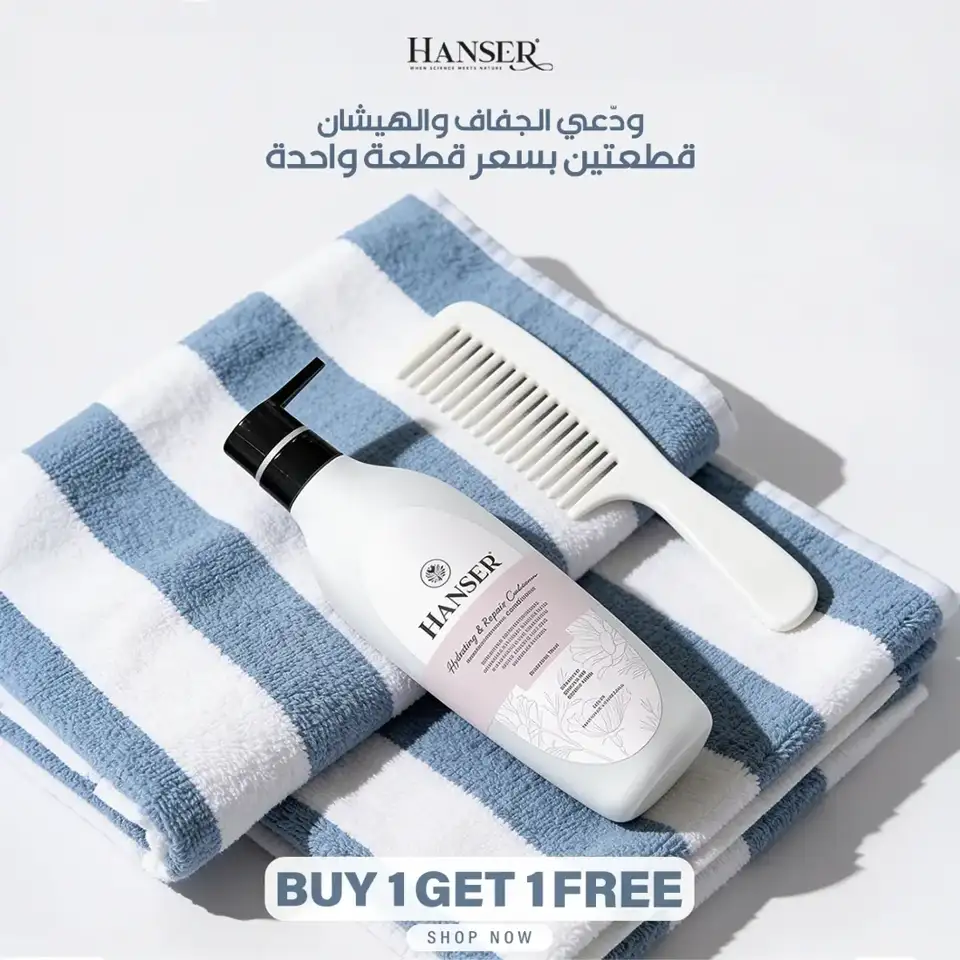 HANSER
WHEN SCIENCE MEETS NATURE
ودّعي الجفاف والهيشان
قطعتين بسعر قطعة واحدة
HANSER
Hydrating & Repair Conditioner
conditioner
BUY 1 GET 1 FREE
SHOP NOW